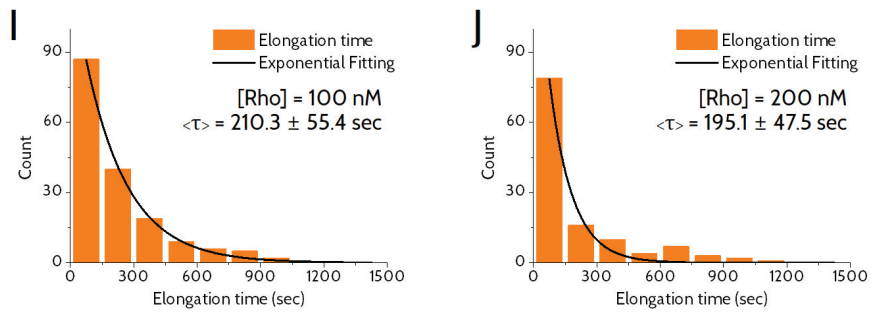 I
90
60
30
0
Count
0 300 600 900 1200 1500
Elongation time (sec)
Elongation time
Exponential Fitting
[Rho] = 100 nM
<τ> = 210.3 ± 55.4 sec
J
90
60
30
0
Count
0 300 600 900 1200 1500
Elongation time (sec)
Elongation time
Exponential Fitting
[Rho] = 200 nM
<τ> = 195.1 ± 47.5 sec